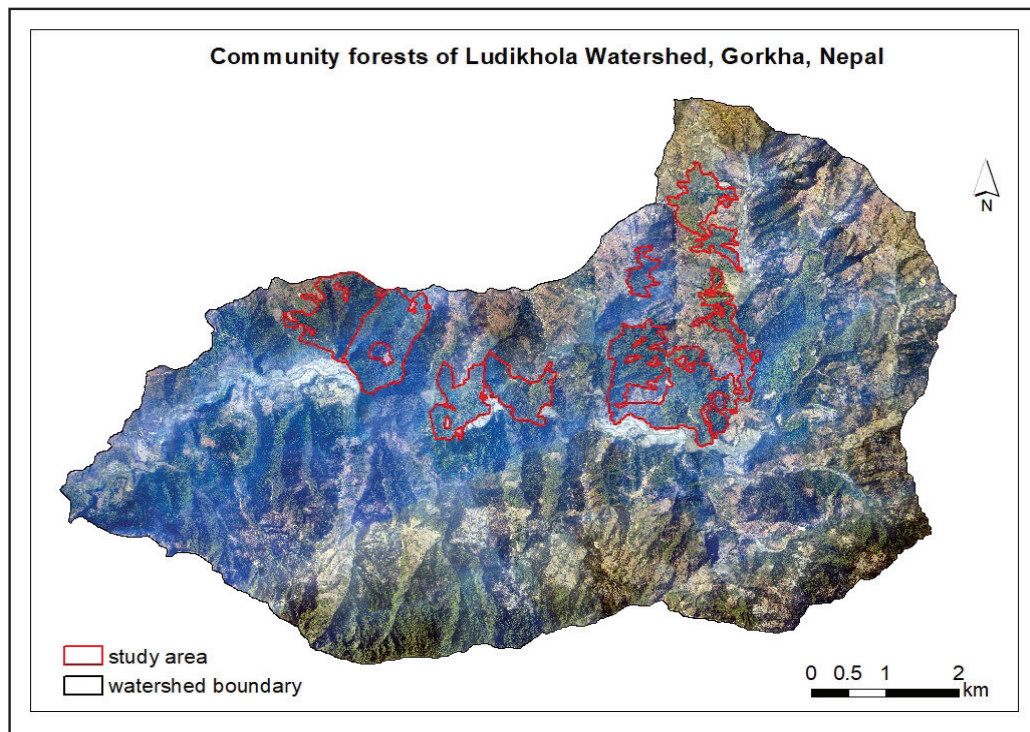 Community forests of Ludikhola Watershed, Gorkha, Nepal
N
study area
watershed boundary
0 0.5 1 2
km